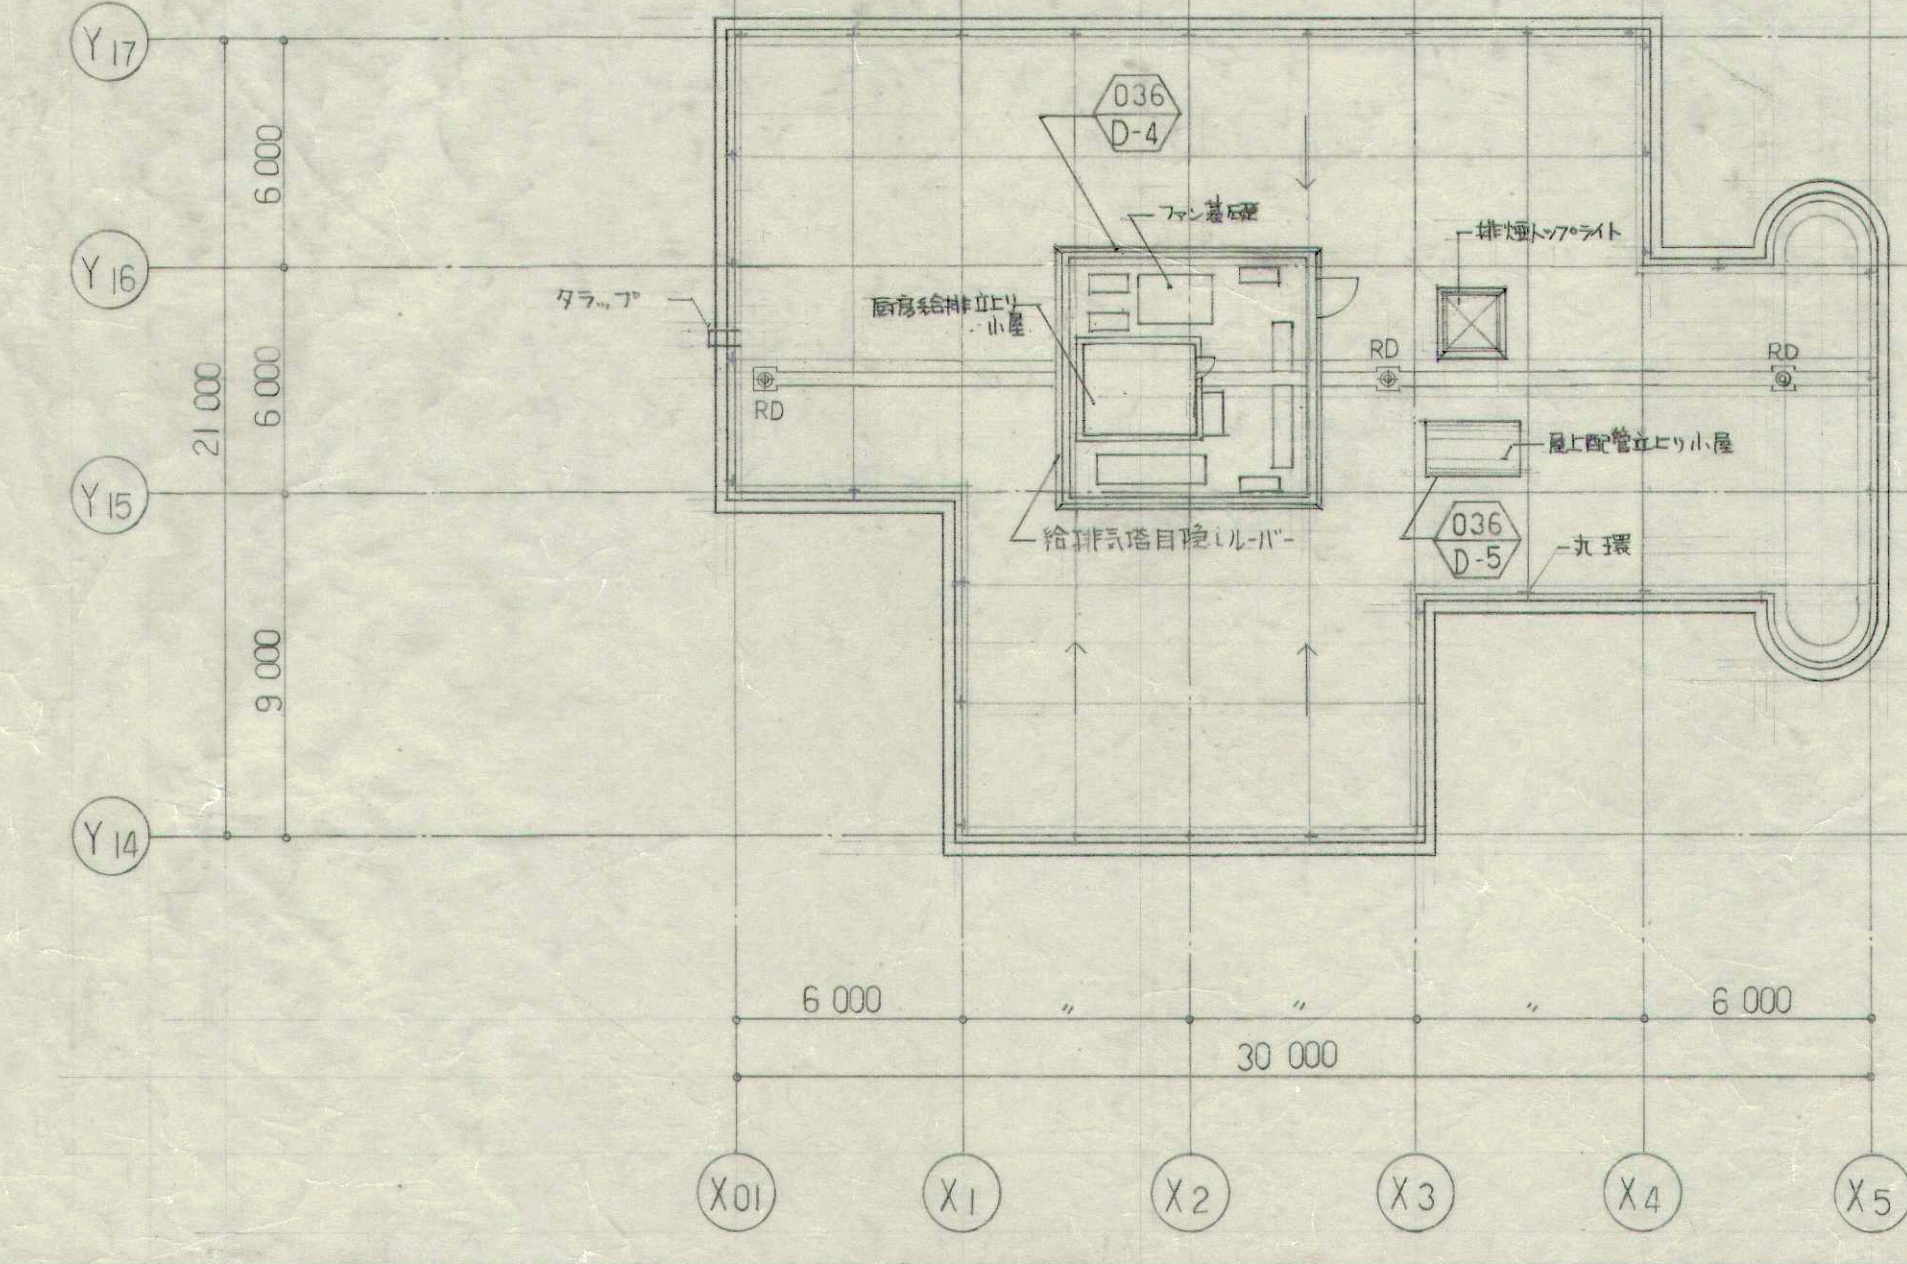 Y17
036
D-4
6 000
ファン基礎
排煙トップライト
Y16
タラップ
厨房給排立上り
小屋
RD
RD
RD
21 000
6 000
屋上配管立上り小屋
Y15
036
D-5
給排気塔目隠しルーバー
丸環
9 000
Y14
6 000
〃
〃
〃
6 000
30 000
X01
X1
X2
X3
X4
X5